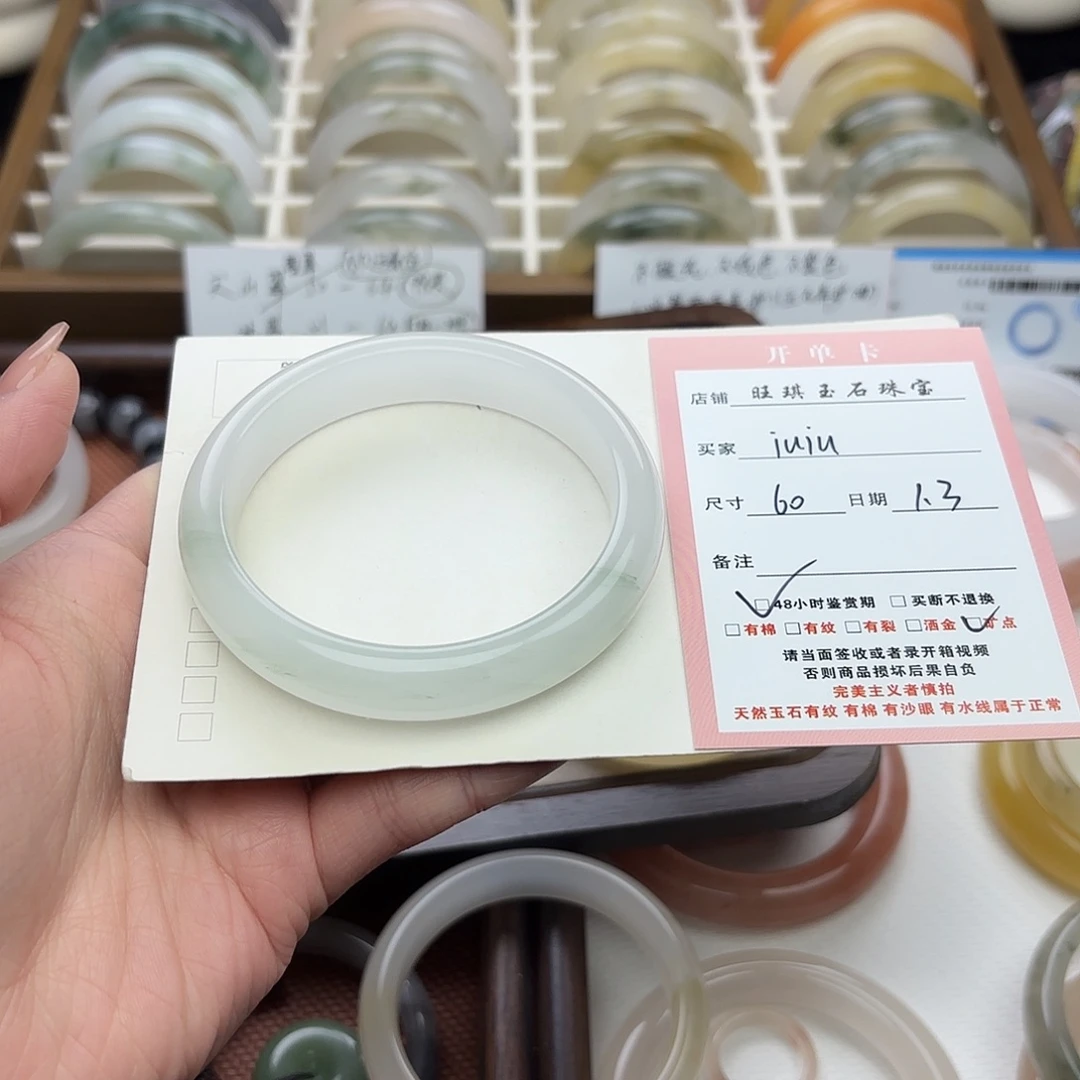 开单卡
店铺 旺琪玉石珠宝
买家 iuiu
尺寸 60 日期 1.3
备注
48小时鉴赏期 买断不退换
有棉 有纹 有裂 洒金 矿点
请当面签收或者录开箱视频
否则商品损坏后果自负
完美主义者慎拍
天然玉石有纹 有棉 有沙眼 有水线属于正常